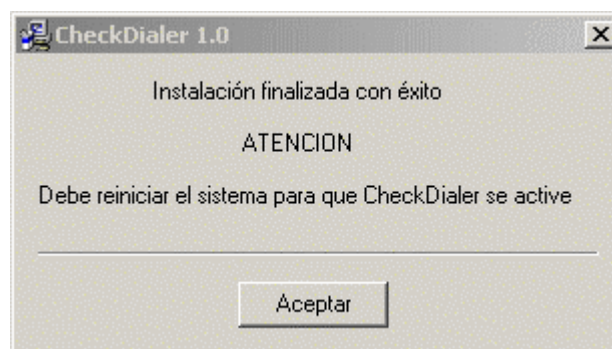 CheckDialer 1.0
Instalación finalizada con éxito
ATENCION
Debe reiniciar el sistema para que CheckDialer se active
Aceptar